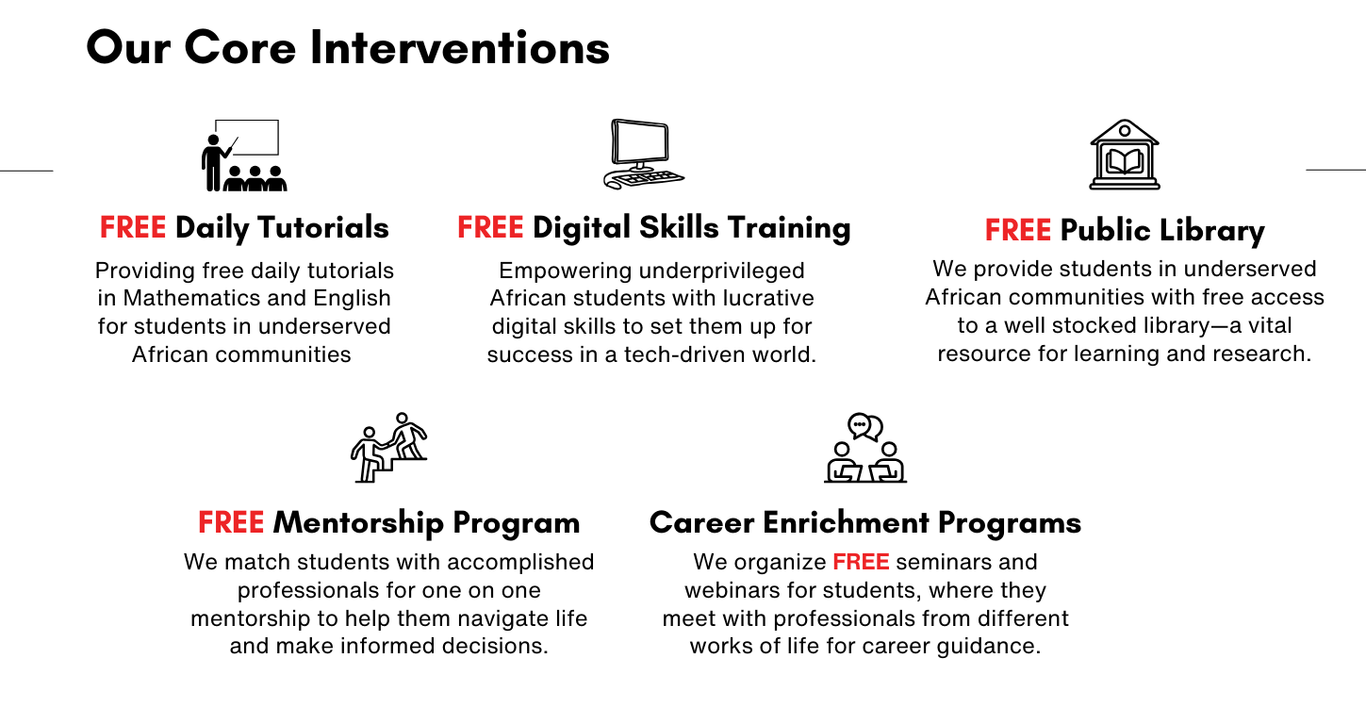 Our Core Interventions
FREE Daily Tutorials
Providing free daily tutorials
in Mathematics and English
for students in underserved
African communities
FREE Digital Skills Training
Empowering underprivileged
African students with lucrative
digital skills to set them up for
success in a tech-driven world.
FREE Public Library
We provide students in underserved
African communities with free access
to a well stocked library—a vital
resource for learning and research.
FREE Mentorship Program
We match students with accomplished
professionals for one on one
mentorship to help them navigate life
and make informed decisions.
Career Enrichment Programs
We organize FREE seminars and
webinars for students, where they
meet with professionals from different
works of life for career guidance.